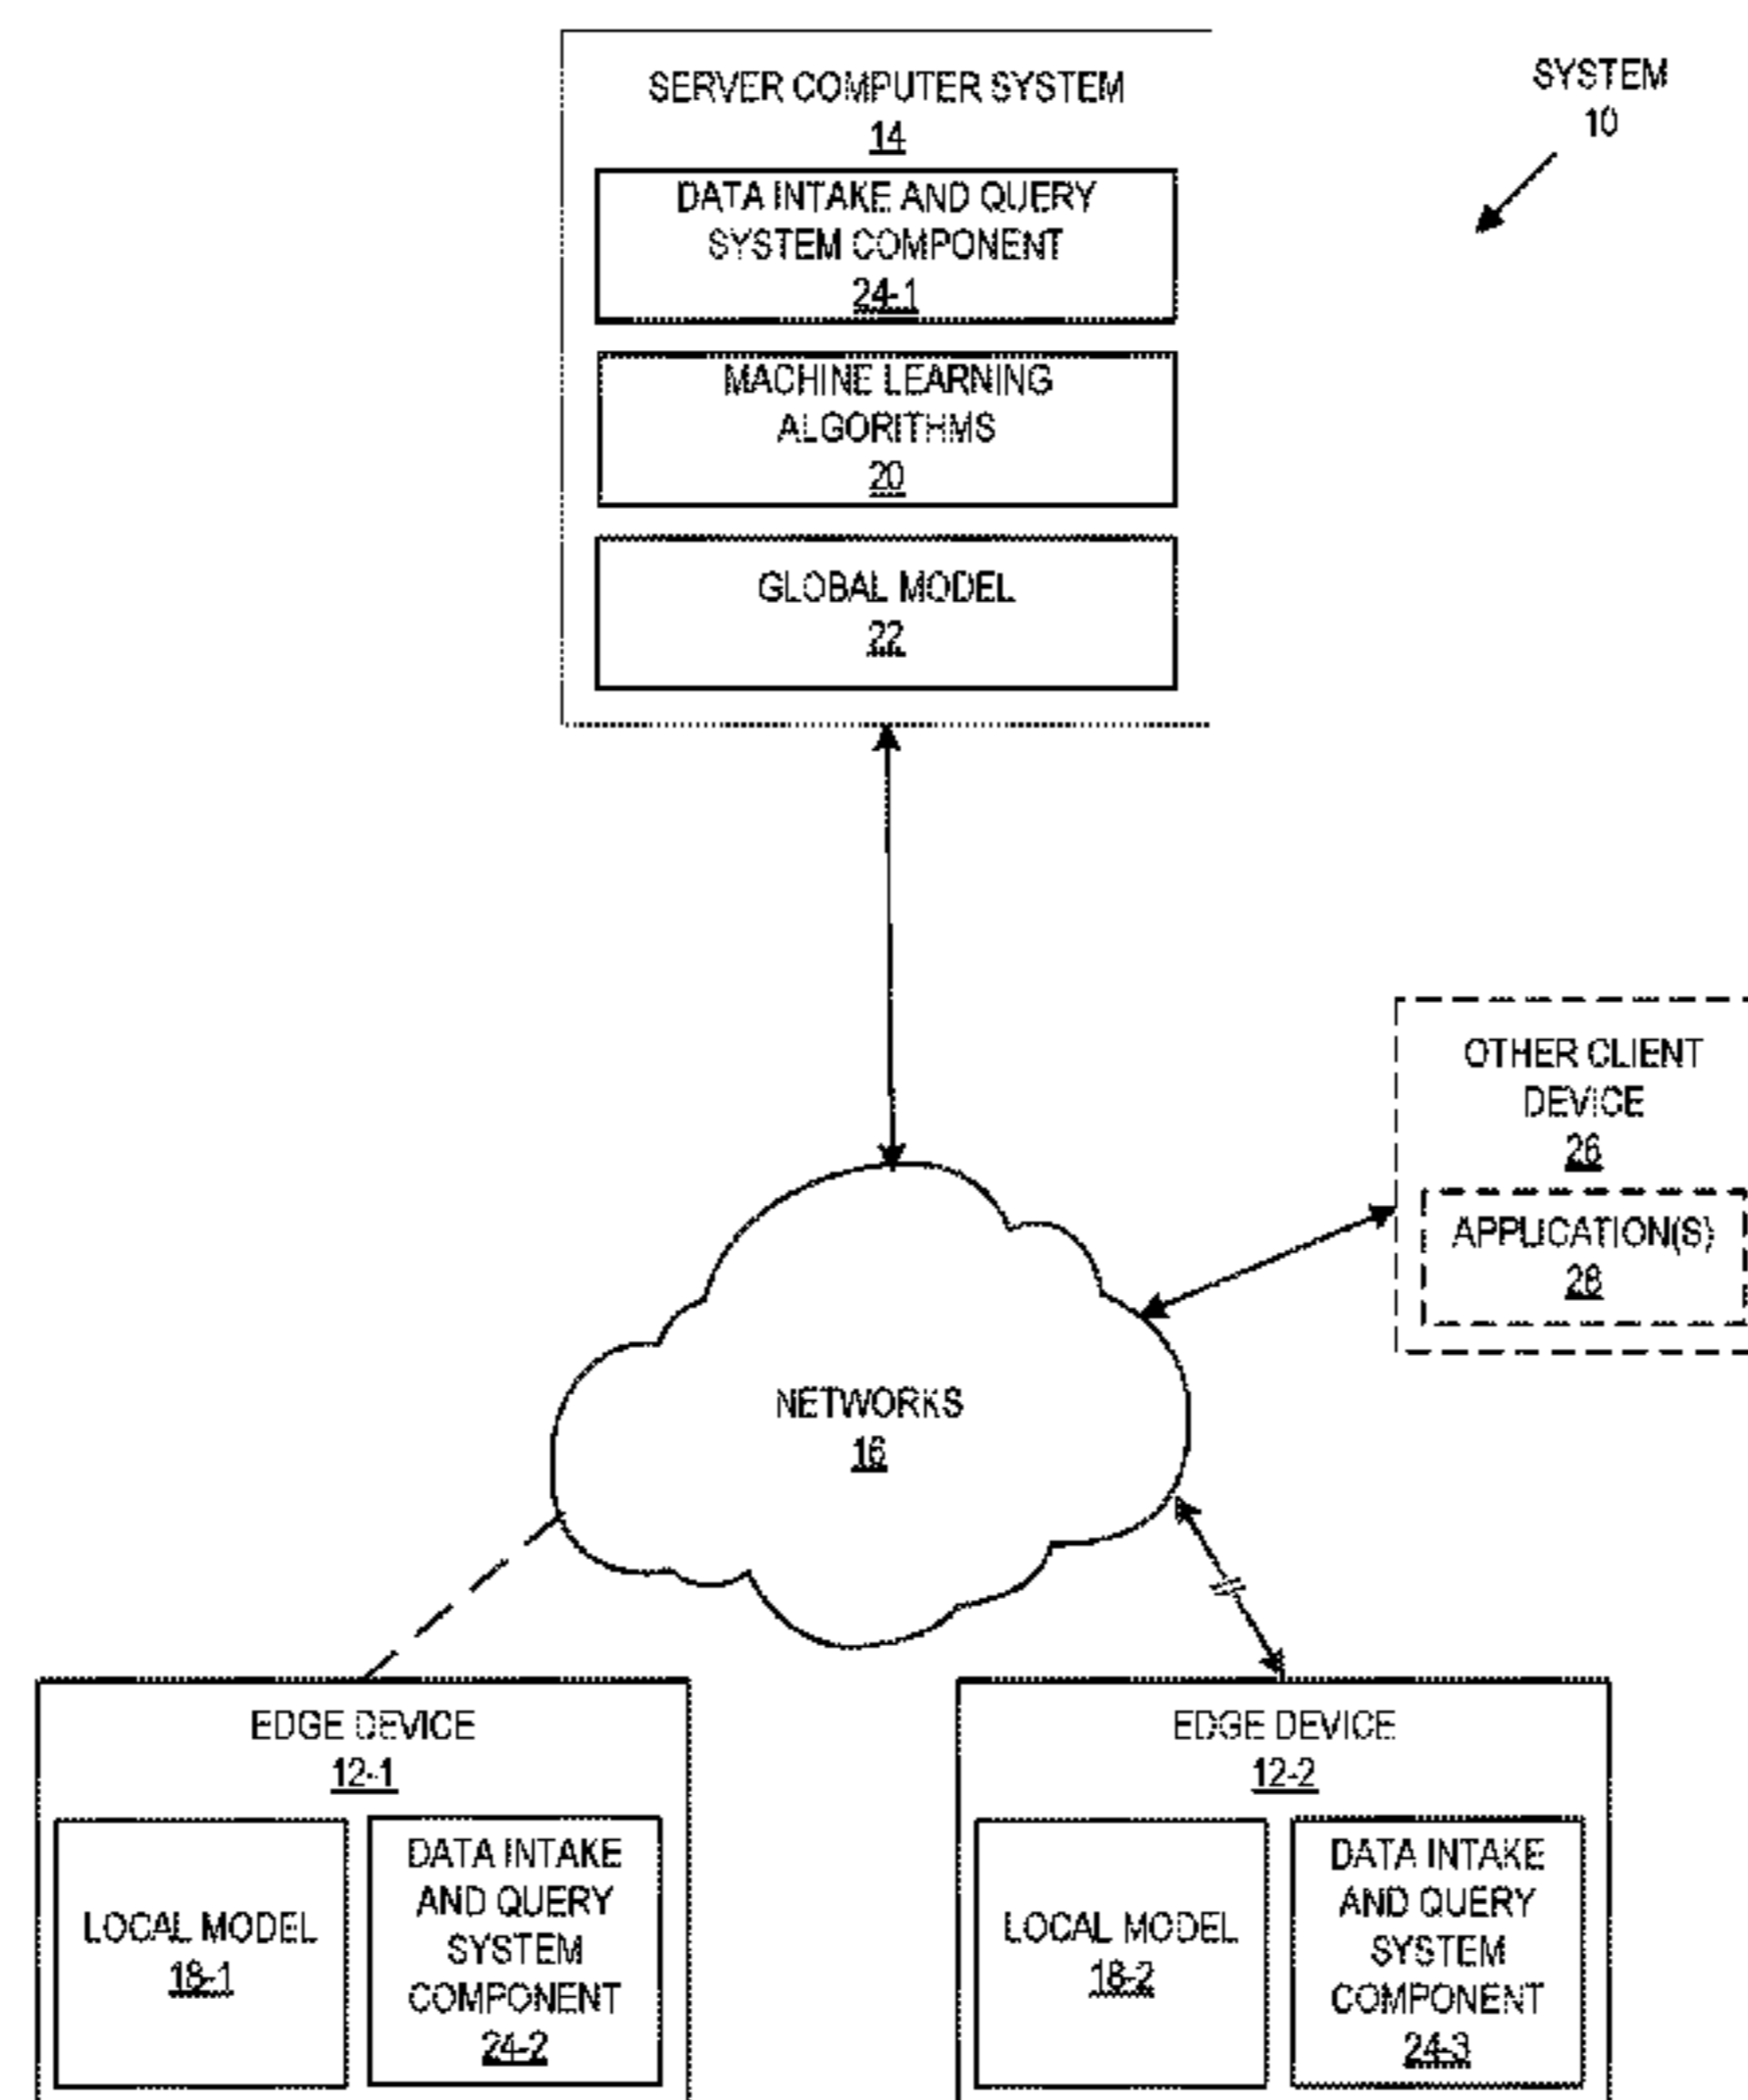 SERVER COMPUTER SYSTEM
14
SYSTEM
10
DATA INTAKE AND QUERY
SYSTEM COMPONENT
24-1
MACHINE LEARNING
ALGORITHMS
20
GLOBAL MODEL
22
OTHER CLIENT
DEVICE
26
APPLICATION(S)
28
NETWORKS
16
EDGE DEVICE
12-1
LOCAL MODEL
18-1
DATA INTAKE
AND QUERY
SYSTEM
COMPONENT
24-2
EDGE DEVICE
12-2
LOCAL MODEL
18-2
DATA INTAKE
AND QUERY
SYSTEM
COMPONENT
24-3